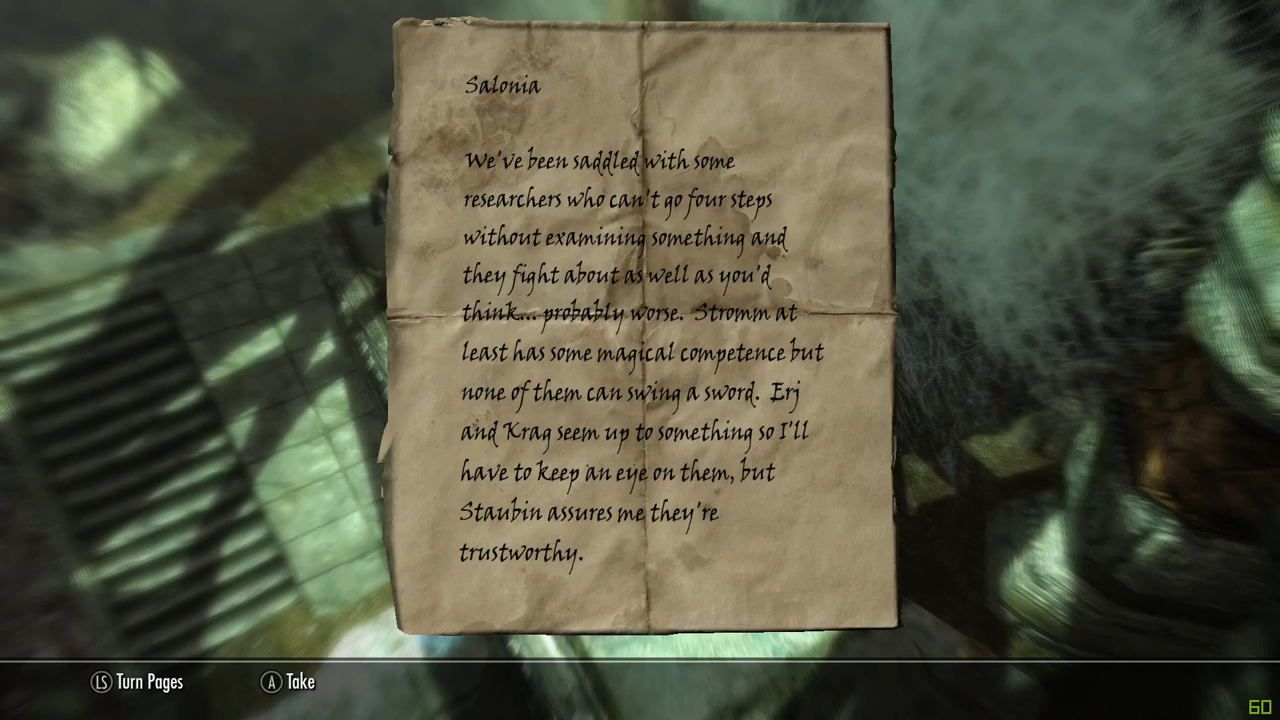 Salonia
We've been saddled with some
researchers who can't go four steps
without examining something and
they fight about as well as you'd
think... probably worse.  Stromm at
least has some magical competence but
none of them can swing a sword.  Erj
and Krag seem up to something so I'll
have to keep an eye on them, but
Staubin assures me they're
trustworthy.
LS Turn Pages
A Take
60